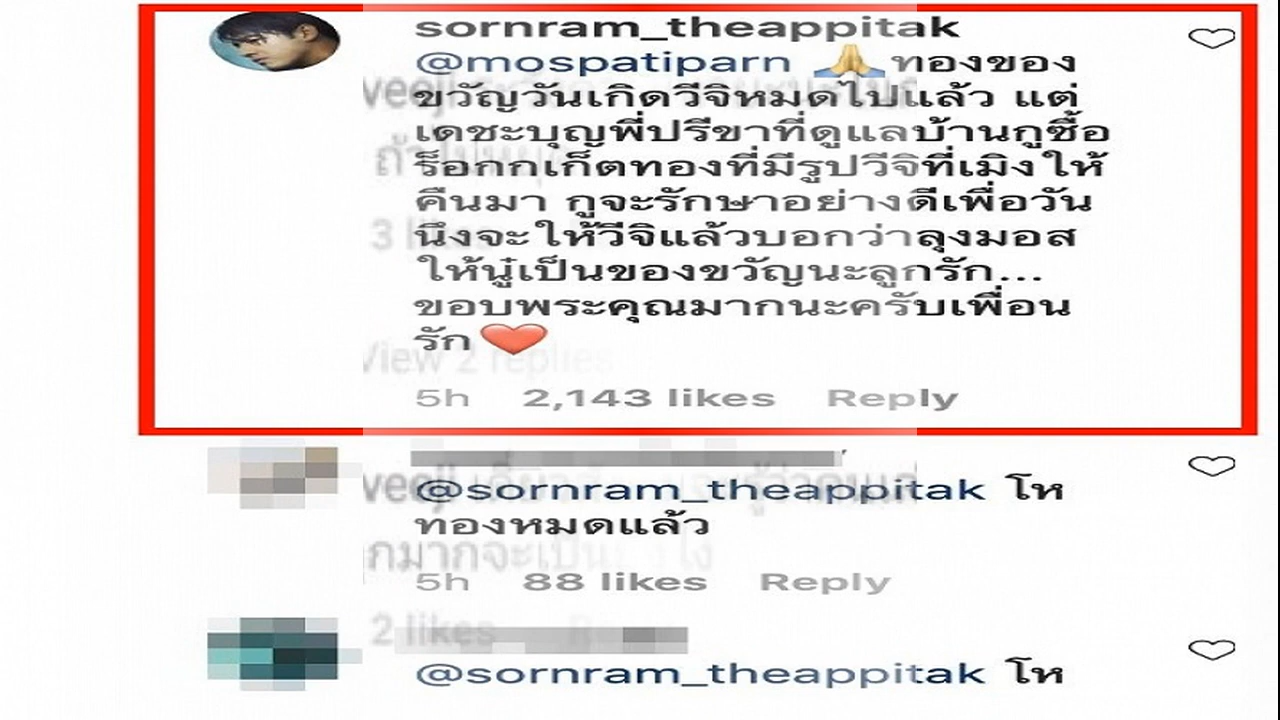 sornram_theappitak
@mospatiparn 🙏ทองของ
ขวัญวันเกิดวีจิหมดไปแล้ว แต่
เดชะบุญพี่ปรีขาที่ดูแลบ้านกูซื้อ
ร็อกกเก็ตทองที่มีรูปวีจิที่เมิงให้
คืนมา กูจะรักษาอย่างดีเพื่อวัน
นึงจะให้วีจิแล้วบอกว่าลุงมอส
ให้นู๋เป็นของขวัญนะลูกรัก...
ขอบพระคุณมากนะครับเพื่อน
รัก ❤️
5h 2,143 likes Reply
veeji
3 likes
View 2 replies
@sornram_theappitak โห
ทองหมดแล้ว
5h 88 likes Reply
veeji
2 likes
@sornram_theappitak โห